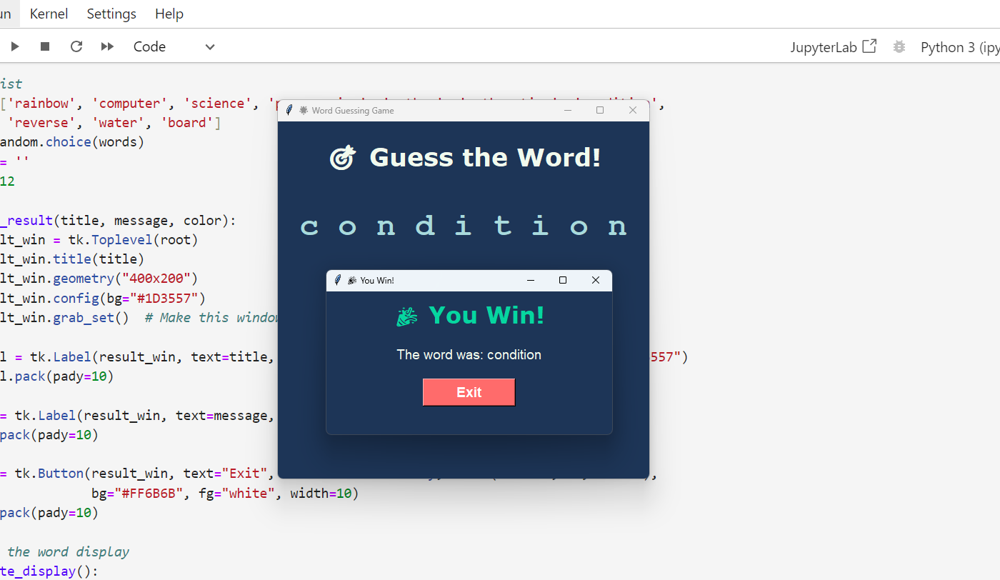 un Kernel Settings Help
Code JupyterLab Python 3 (ipy
ist
['rainbow', 'computer', 'science', 'p
'reverse', 'water', 'board']
andom.choice(words)
= ''
12
_result(title, message, color):
lt_win = tk.Toplevel(root)
lt_win.title(title)
lt_win.geometry("400x200")
lt_win.config(bg="#1D3557")
lt_win.grab_set()  # Make this window
l = tk.Label(result_win, text=title, 557")
l.pack(pady=10)
= tk.Label(result_win, text=message,
pack(pady=10)
= tk.Button(result_win, text="Exit",
bg="#FF6B6B", fg="white", width=10)
pack(pady=10)
the word display
te_display():
Word Guessing Game
Guess the Word!
c o n d i t i o n
You Win!
You Win!
The word was: condition
Exit